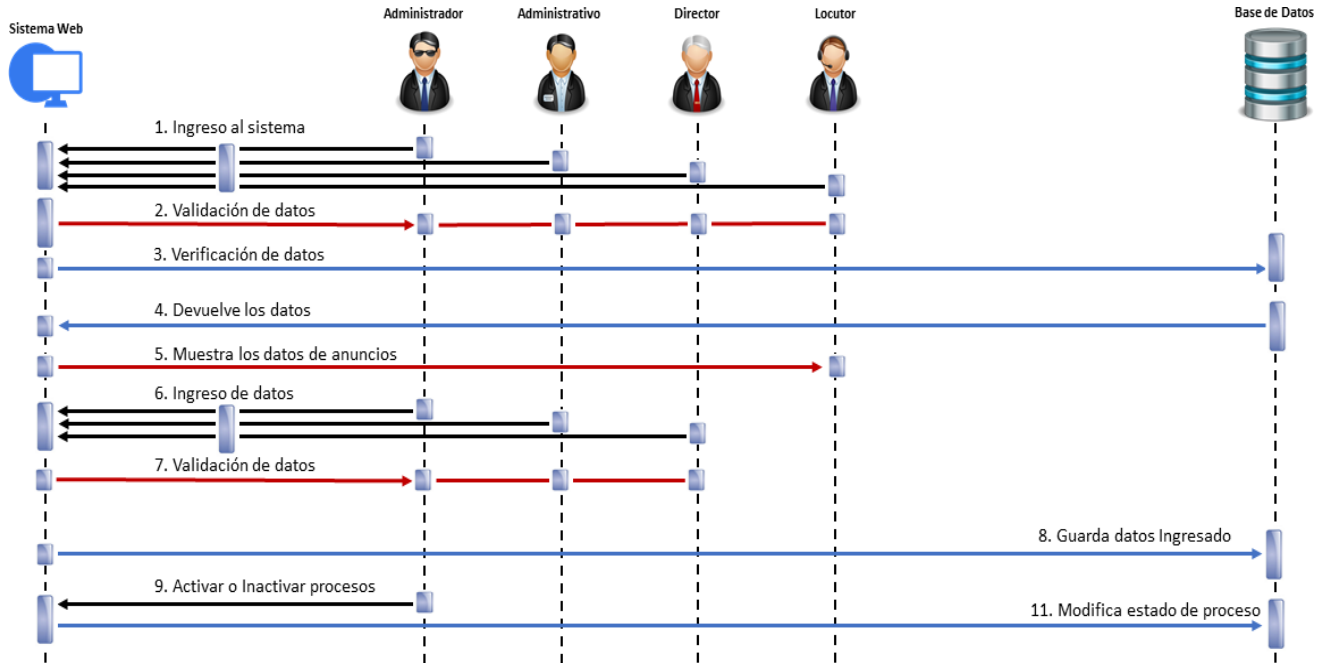 Sistema Web
Administrador
Administrativo
Director
Locutor
Base de Datos
1. Ingreso al sistema
2. Validación de datos
3. Verificación de datos
4. Devuelve los datos
5. Muestra los datos de anuncios
6. Ingreso de datos
7. Validación de datos
8. Guarda datos Ingresado
9. Activar o Inactivar procesos
11. Modifica estado de proceso